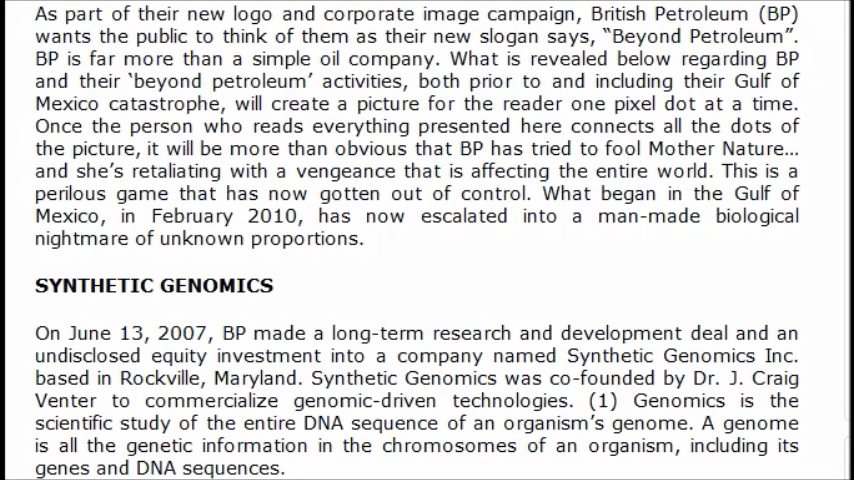 As part of their new logo and corporate image campaign, British Petroleum (BP)
wants the public to think of them as their new slogan says, “Beyond Petroleum”.
BP is far more than a simple oil company. What is revealed below regarding BP
and their ‘beyond petroleum’ activities, both prior to and including their Gulf of
Mexico catastrophe, will create a picture for the reader one pixel dot at a time.
Once the person who reads everything presented here connects all the dots of
the picture, it will be more than obvious that BP has tried to fool Mother Nature…
and she’s retaliating with a vengeance that is affecting the entire world. This is a
perilous game that has now gotten out of control. What began in the Gulf of
Mexico, in February 2010, has now escalated into a man-made biological
nightmare of unknown proportions.
SYNTHETIC GENOMICS
On June 13, 2007, BP made a long-term research and development deal and an
undisclosed equity investment into a company named Synthetic Genomics Inc.
based in Rockville, Maryland. Synthetic Genomics was co-founded by Dr. J. Craig
Venter to commercialize genomic-driven technologies. (1) Genomics is the
scientific study of the entire DNA sequence of an organism’s genome. A genome
is all the genetic information in the chromosomes of an organism, including its
genes and DNA sequences.